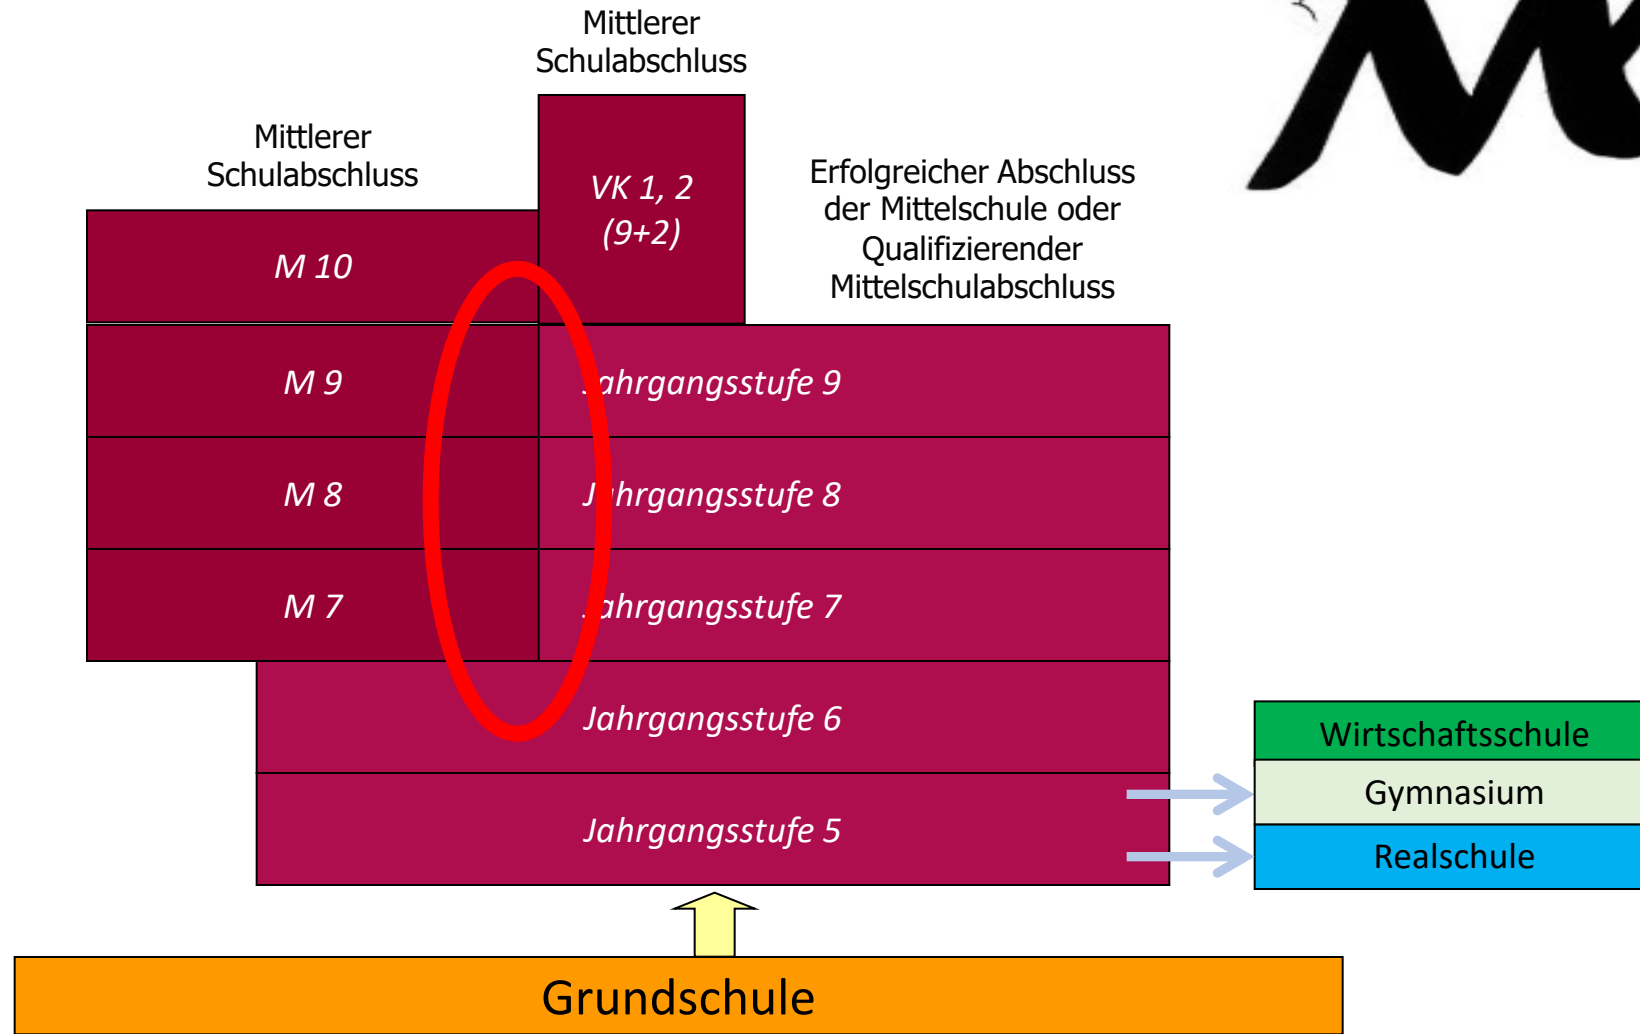 Mittlerer
Schulabschluss
Mittlerer
Schulabschluss
VK 1, 2
(9+2)
Erfolgreicher Abschluss
der Mittelschule oder
Qualifizierender
Mittelschulabschluss
M 10
M 9
Jahrgangsstufe 9
M 8
Jahrgangsstufe 8
M 7
Jahrgangsstufe 7
Jahrgangsstufe 6
Jahrgangsstufe 5
Wirtschaftsschule
Gymnasium
Realschule
Grundschule